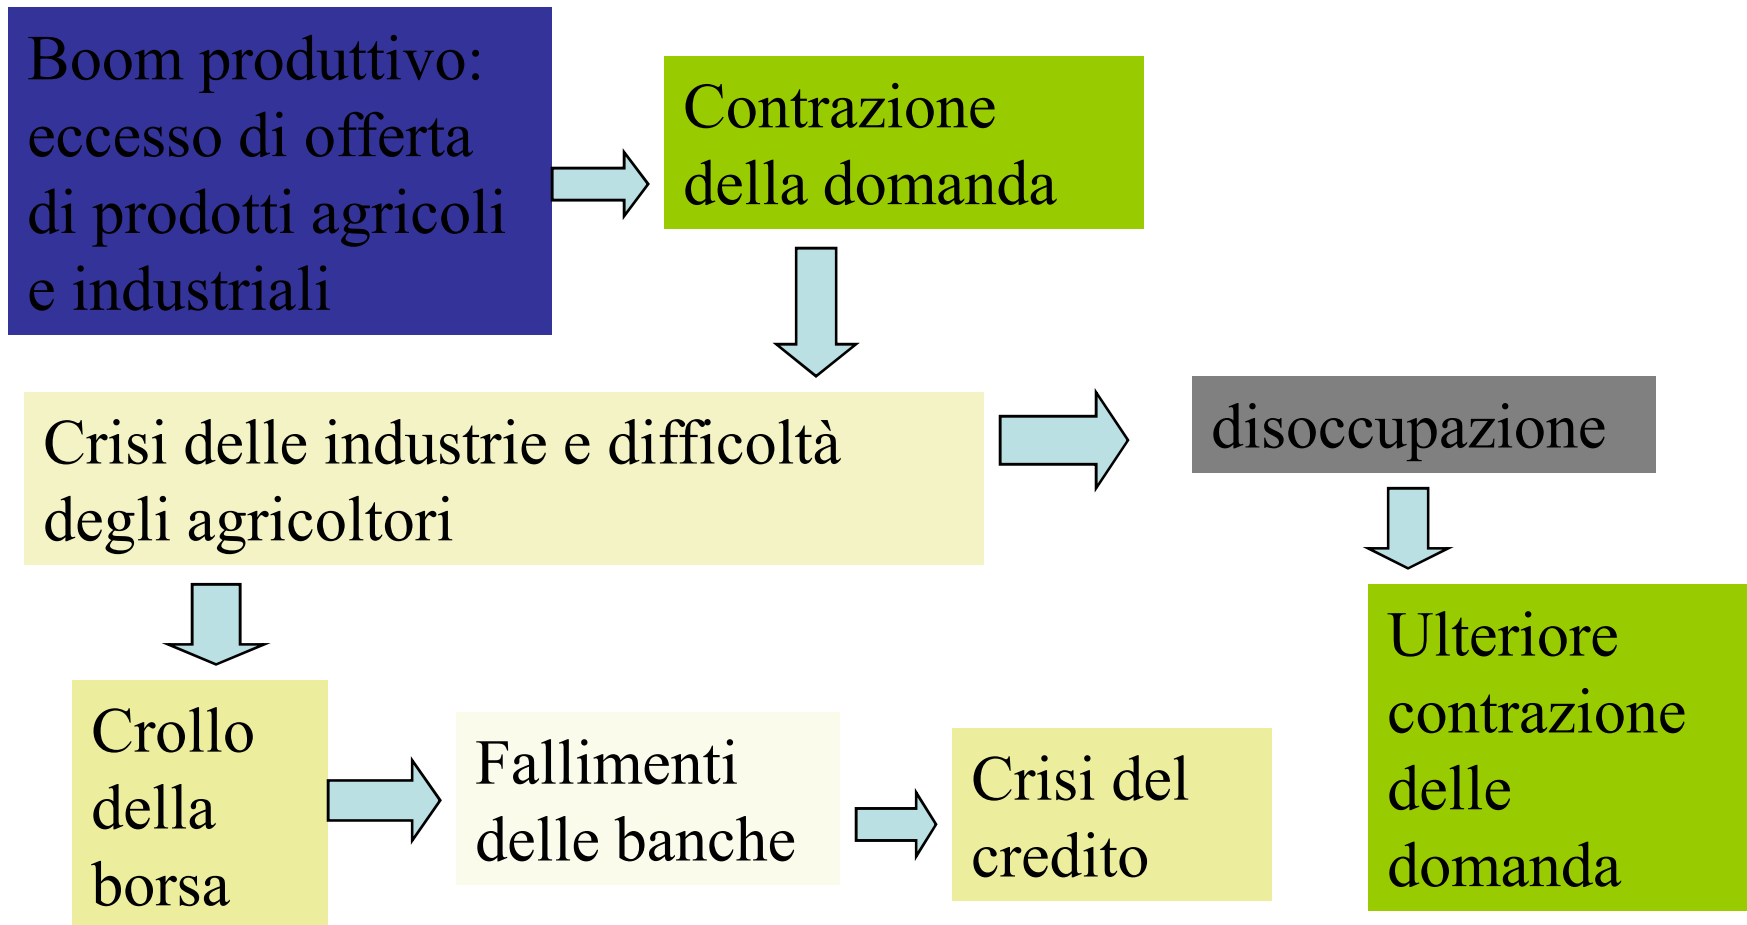 Boom produttivo:
eccesso di offerta
di prodotti agricoli
e industriali
Contrazione
della domanda
Crisi delle industrie e difficoltà
degli agricoltori
disoccupazione
Crollo
della
borsa
Fallimenti
delle banche
Crisi del
credito
Ulteriore
contrazione
delle
domanda